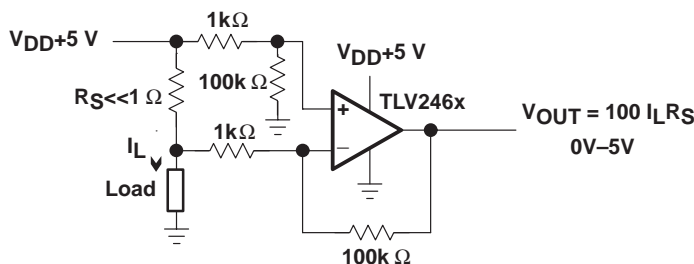 1kΩ
VDD+5 V
VDD+5 V
100k Ω
RS<<1 Ω
TLV246x
+
VOUT = 100 ILRS
0V–5V
1kΩ
IL
–
Load
100k Ω